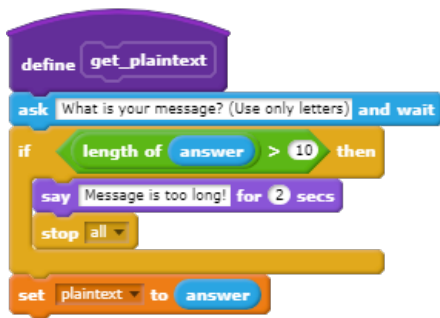 define get_plaintext
ask What is your message? (Use only letters) and wait
if length of answer > 10 then
say Message is too long! for 2 secs
stop all
set plaintext to answer